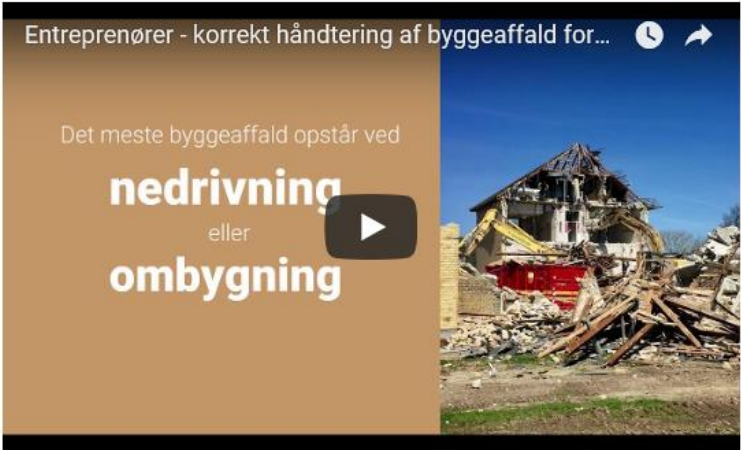 Entreprenører - korrekt håndtering af byggeaffald for...
Det meste byggeaffald opstår ved
nedrivning
eller
ombygning